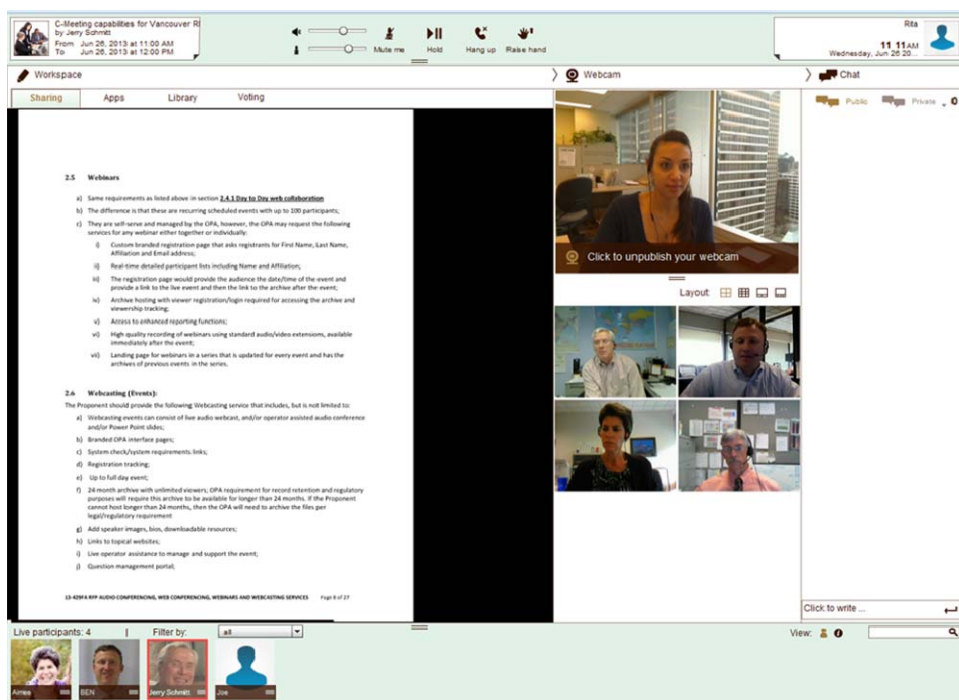 C-Meeting capabilities for Vancouver RI
by Jerry Schmitt
From Jun 26, 2013 at 11:00 AM
To Jun 26, 2013 at 12:00 PM
Mute me
Hold
Hang up
Raise hand
Rita
11 11AM
Wednesday, Jun 26 20...
Workspace
Webcam
Chat
Sharing
Apps
Library
Voting
Public
Private
0
2.5 Webinars
a) Same requirements as listed above in section 2.4.1 Day to Day web collaboration
b) The difference is that these are recurring scheduled events with up to 100 participants;
c) They are self-serve and managed by the OPA, however, the OPA may request the following
services for any webinar either together or individually:
i) Custom branded registration page that asks registrants for First Name, Last Name,
Affiliation and Email address;
ii) Real-time detailed participant lists including Name and Affiliation;
iii) The registration page would provide the audience the date/time of the event and
provide a link to the live event and then the link to the archive after the event;
iv) Archive hosting with viewer registration/login required for accessing the archive and
viewership tracking;
v) Access to enhanced reporting functions;
vi) High quality recording of webinars using standard audio/video extensions, available
immediately after the event;
vii) Landing page for webinars in a series that is updated for every event and has the
archives of previous events in the series.
2.6 Webcasting (Events):
The Proponent should provide the following Webcasting service that includes, but is not limited to:
a) Webcasting events can consist of live audio webcast, and/or operator assisted audio conference
and/or Power Point slides;
b) Branded OPA interface pages;
c) System check/system requirements links;
d) Registration tracking;
e) Up to full day event;
f) 24 month archive with unlimited viewers; OPA requirement for record retention and regulatory
purposes will require this archive to be available for longer than 24 months. If the Proponent
cannot host longer than 24 months, then the OPA will need to archive the files per
legal/regulatory requirement
g) Add speaker images, bios, downloadable resources;
h) Links to topical websites;
i) Live operator assistance to manage and support the event;
j) Question management portal;
13-429FA RFP AUDIO CONFERENCING, WEB CONFERENCING, WEBINARS AND WEBCASTING SERVICES Page 8 of 27
Click to unpublish your webcam
Layout
Click to write ...
Live participants: 4
Filter by:
all
View:
Aimee
BEN
Jerry Schmitt
Joe